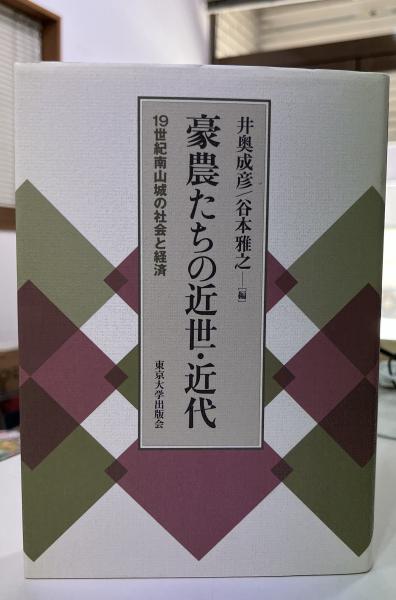 井奥成彦/谷本雅之―[編]
豪農たちの近世・近代
19世紀南山城の社会と経済
東京大学出版会